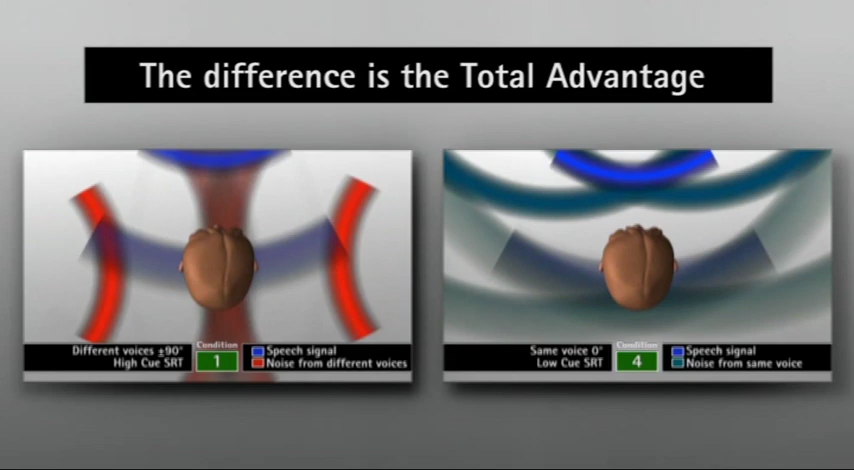 The difference is the Total Advantage
Different voices ±90°
High Cue SRT
Condition
1
Speech signal
Noise from different voices
Same voice 0°
Low Cue SRT
Condition
4
Speech signal
Noise from same voice